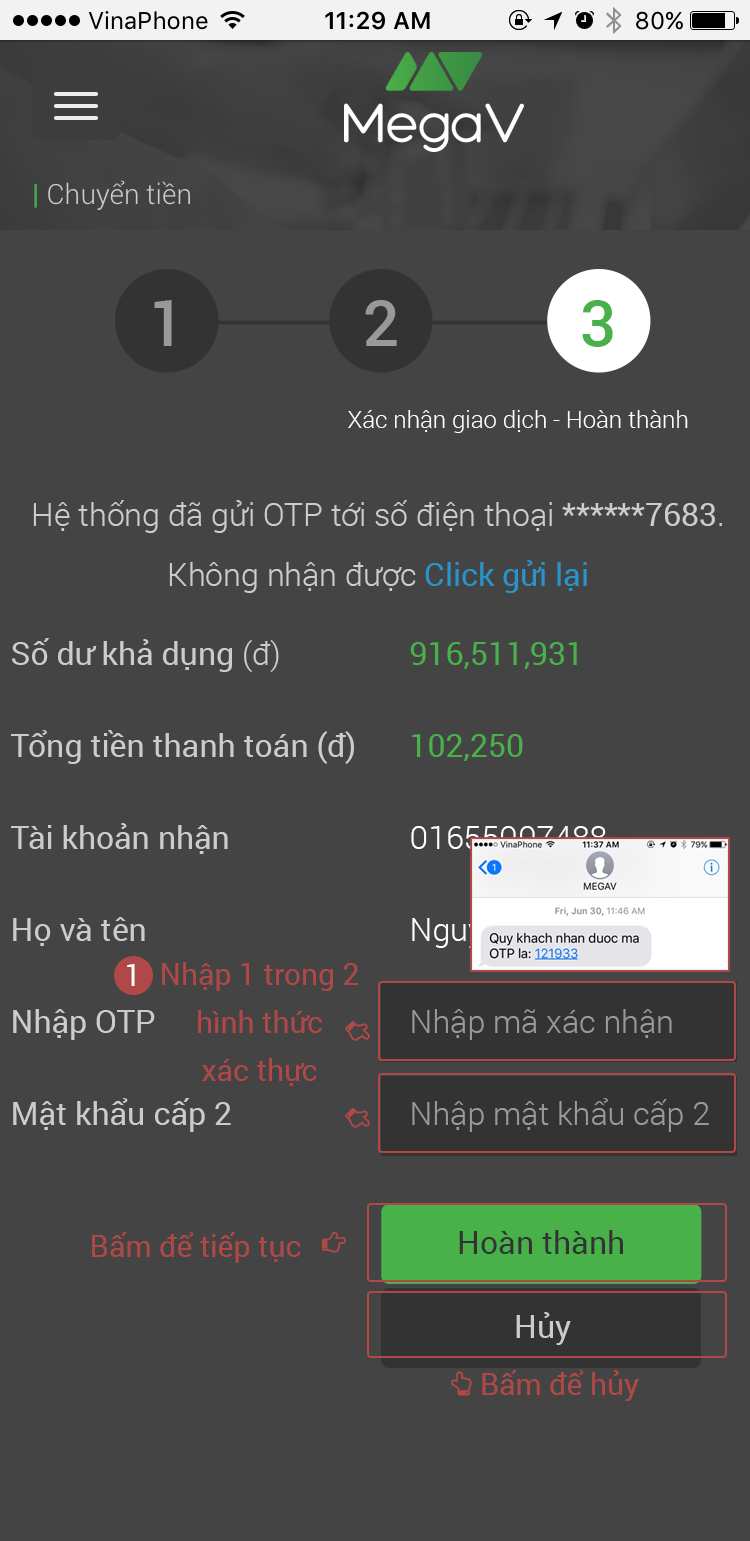 VinaPhone 11:29 AM 80%
MegaV
Chuyển tiền
1 2 3
Xác nhận giao dịch - Hoàn thành
Hệ thống đã gửi OTP tới số điện thoại ******7683.
Không nhận được Click gửi lại
Số dư khả dụng (đ) 916,511,931
Tổng tiền thanh toán (đ) 102,250
Tài khoản nhận 01655007488
VinaPhone 11:37 AM 79%
1
MEGAV
Fri, Jun 30, 11:46 AM
Quy khach nhan duoc ma
OTP la: 121933
Họ và tên
1 Nhập 1 trong 2
hình thức
xác thực
Nhập OTP Nhập mã xác nhận
Mật khẩu cấp 2 Nhập mật khẩu cấp 2
Bấm để tiếp tục Hoàn thành
Hủy
Bấm để hủy